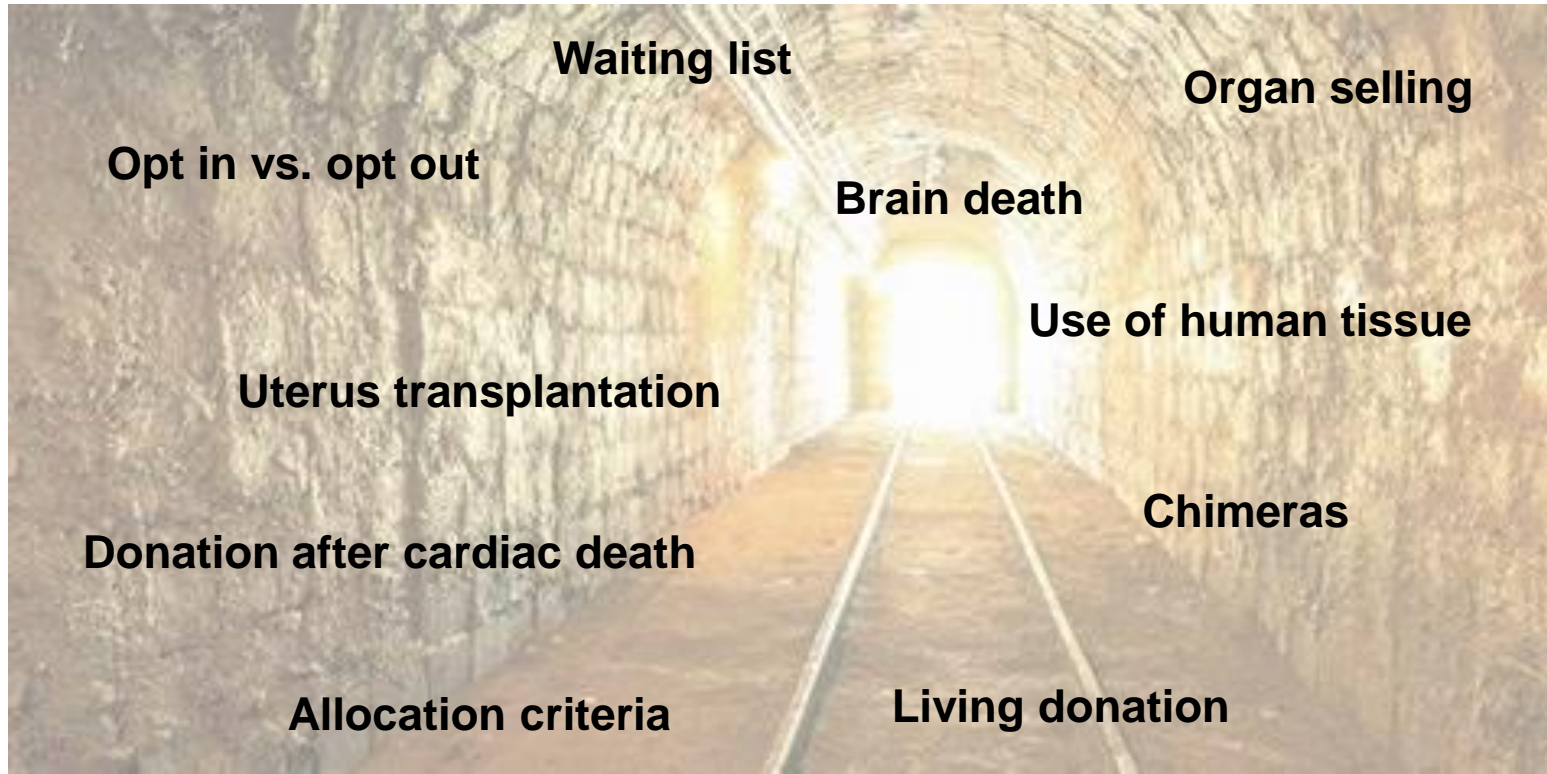 Waiting list
Organ selling
Opt in vs. opt out
Brain death
Use of human tissue
Uterus transplantation
Chimeras
Donation after cardiac death
Allocation criteria
Living donation